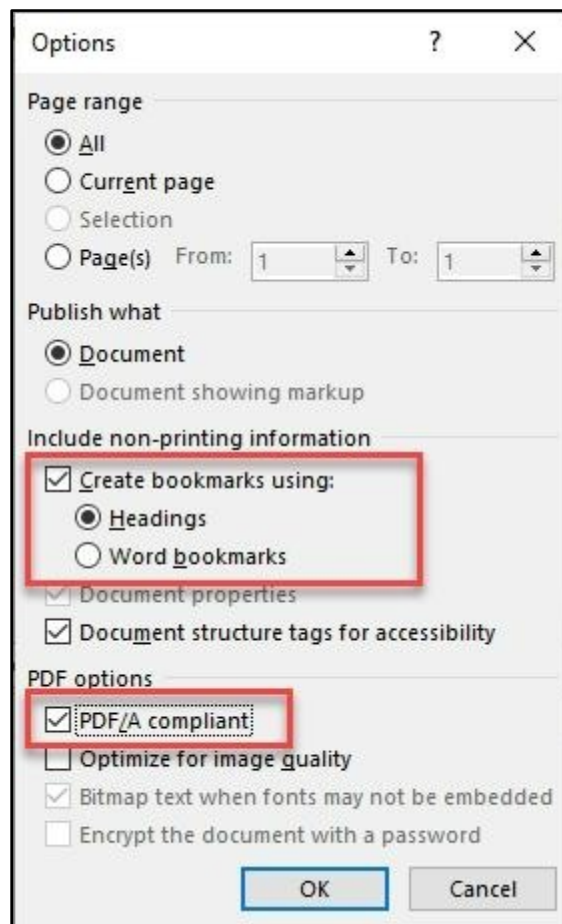 Options ?
Page range
All
Current page
Selection
Page(s) From: 1 To: 1
Publish what
Document
Document showing markup
Include non-printing information
Create bookmarks using:
Headings
Word bookmarks
Document properties
Document structure tags for accessibility
PDF options
PDF/A compliant
Optimize for image quality
Bitmap text when fonts may not be embedded
Encrypt the document with a password
OK Cancel